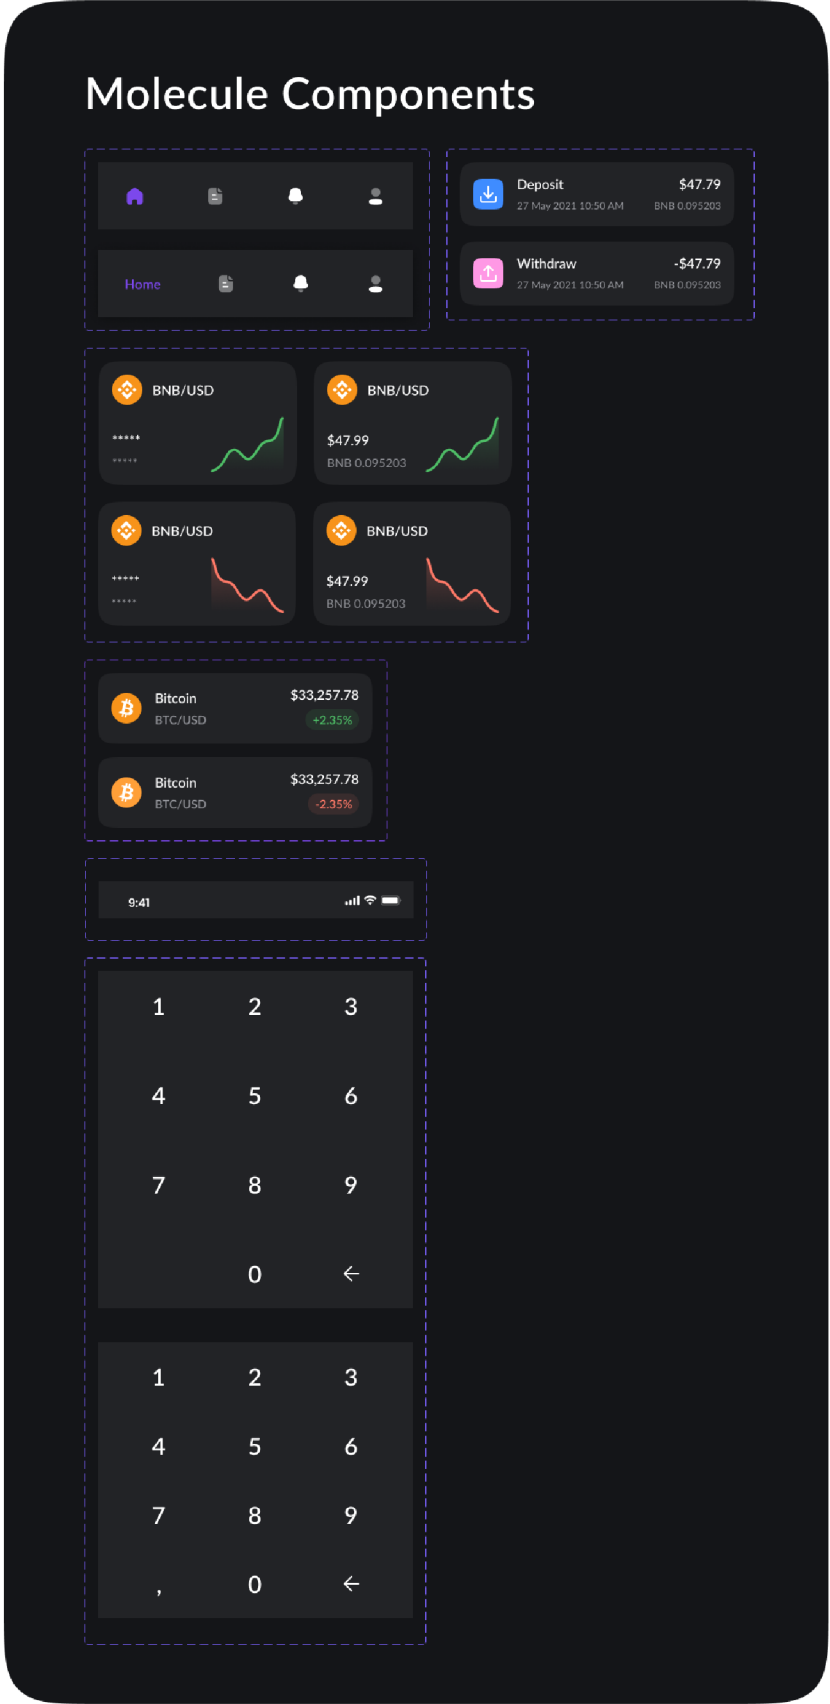 Molecule Components
Home
Deposit $47.79
27 May 2021 10:50 AM BNB 0.095203
Withdraw -$47.79
27 May 2021 10:50 AM BNB 0.095203
BNB/USD
*****
*****
BNB/USD
$47.99
BNB 0.095203
BNB/USD
*****
*****
BNB/USD
$47.99
BNB 0.095203
Bitcoin $33,257.78
BTC/USD +2.35%
Bitcoin $33,257.78
BTC/USD -2.35%
9:41
1 2 3
4 5 6
7 8 9
0 ←
1 2 3
4 5 6
7 8 9
, 0 ←